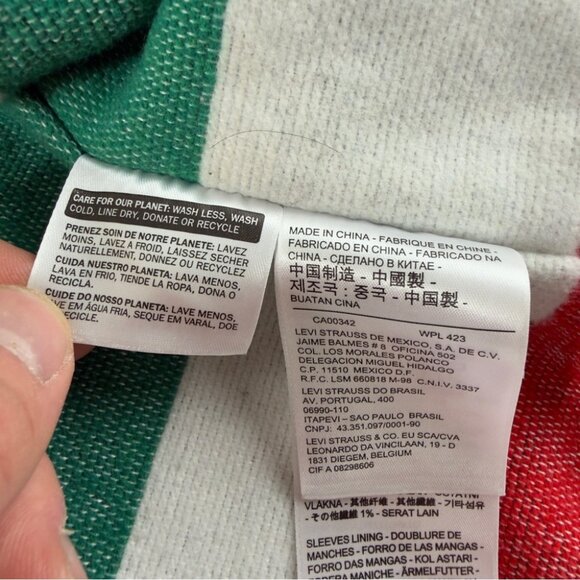 CARE FOR OUR PLANET: WASH LESS, WASH
COLD, LINE DRY, DONATE OR RECYCLE
PRENEZ SOIN DE NOTRE PLANETE: LAVEZ
MOINS, LAVEZ A FROID, LAISSEZ SECHER
NATURELLEMENT, DONNEZ OU RECYCLEZ
CUIDA NUESTRO PLANETA: LAVA MENOS,
LAVA EN FRÍO, TIENDE LA ROPA, DONA O
RECICLA.
CUIDE DO NOSSO PLANETA: LAVE MENOS,
LAVE EM ÁGUA FRIA, SEQUE EM VARAL, DOE
RECICLE.
MADE IN CHINA - FABRIQUE EN CHINE -
FABRICADO EN CHINA - FABRICADO NA
CHINA - СДЕЛАНО В КИТАЕ -
中国制造 - 中國製 -
제조국 : 중국 - 中国製 -
BUATAN CINA
CA00342 WPL 423
LEVI STRAUSS DE MEXICO, S.A. DE C.V.
JAIME BALMES # 8 OFICINA 502
COL. LOS MORALES POLANCO
DELEGACION MIGUEL HIDALGO
C.P. 11510 MEXICO D.F.
R.F.C. LSM 660818 M-98 C.N.I.V. 3337
LEVI STRAUSS DO BRASIL
AV. PORTUGAL, 400
06990-110
ITAPEVI – SAO PAULO BRASIL
CNPJ: 43.351.097/0001-90
LEVI STRAUSS & CO. EU SCA/CVA
LEONARDO DA VINCILAAN, 19 - D
1831 DIEGEM, BELGIUM
CIF A 08298606
VLAKNA - 其他纤维 - 其他纖維 - 기타섬유
- その他繊維 1% - SERAT LAIN
SLEEVES LINING - DOUBLURE DE
MANCHES - FORRO DE LAS MANGAS
- FORRO DAS MANGAS - KOL ASTARI -
FODERA MANICHE - ÄRMELFUTTER -